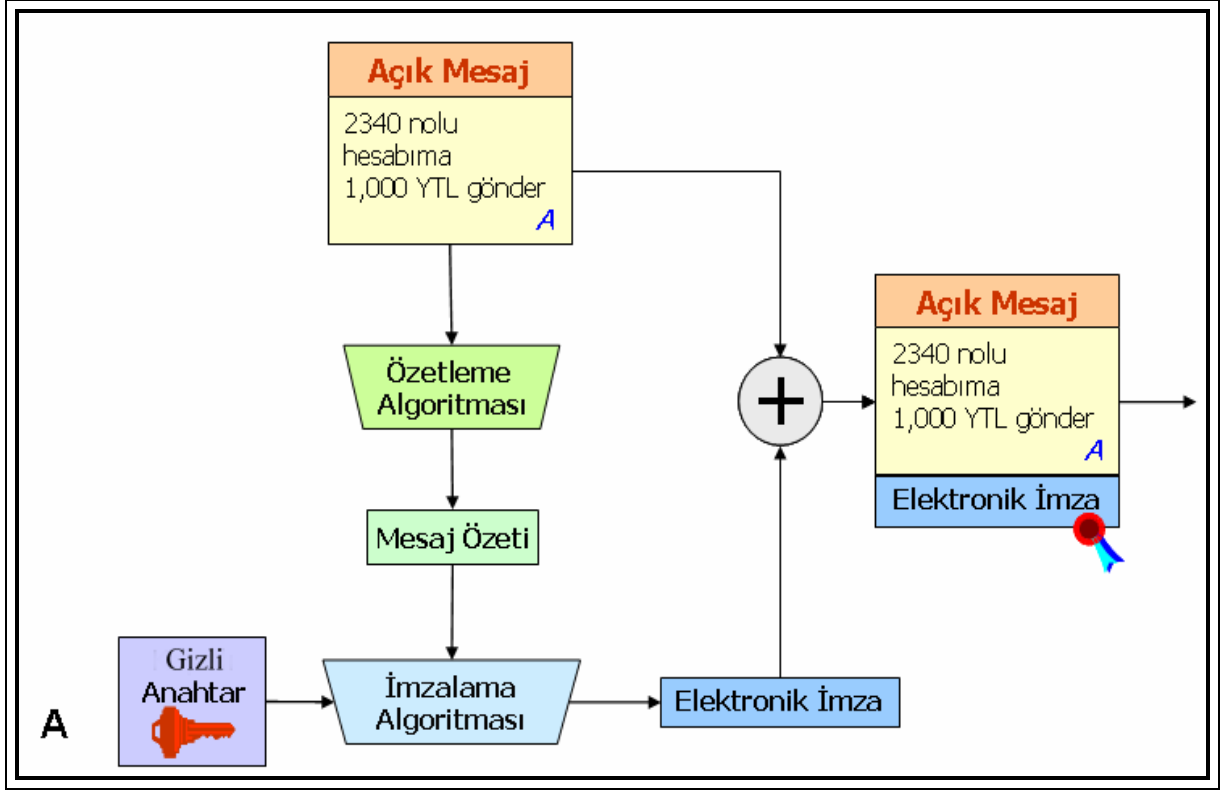 Açık Mesaj
2340 nolu
hesabıma
1,000 YTL gönder
A
Özetleme
Algoritması
Mesaj Özeti
Gizli
Anahtar
A
İmzalama
Algoritması
Elektronik İmza
+
Açık Mesaj
2340 nolu
hesabıma
1,000 YTL gönder
A
Elektronik İmza